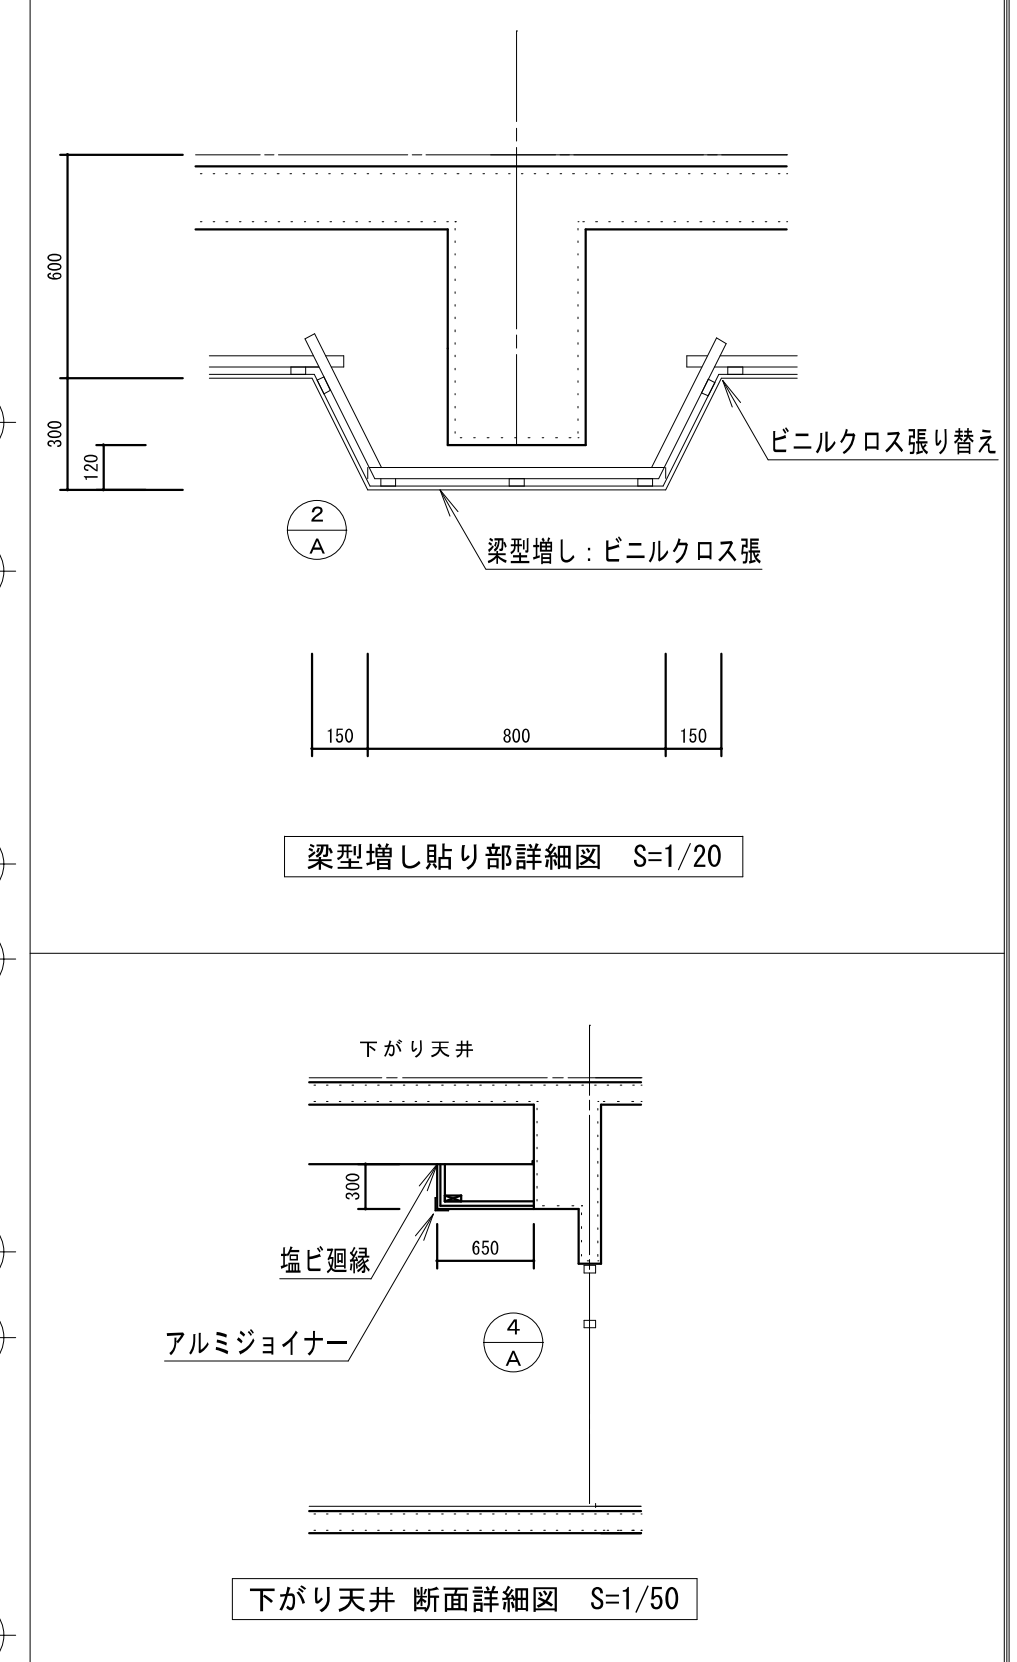 600
300
120
ビニルクロス張り替え
2
A
梁型増し：ビニルクロス張
150
800
150
梁型増し貼り部詳細図　S=1/20
下がり天井
300
650
塩ビ廻縁
アルミジョイナー
4
A
下がり天井 断面詳細図　S=1/50